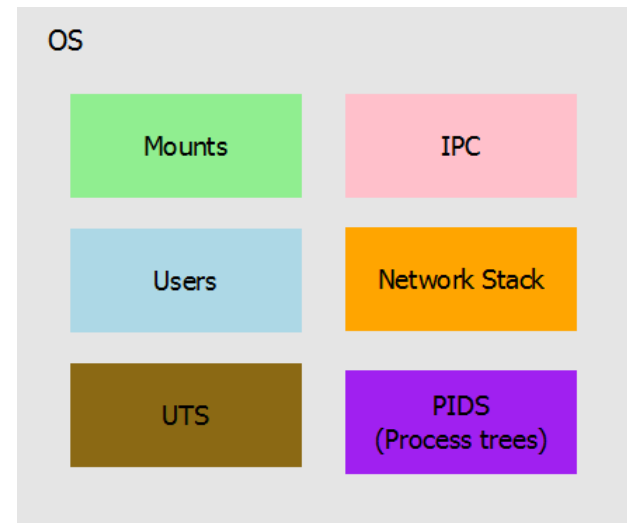 OS
Mounts
IPC
Users
Network Stack
UTS
PIDS
(Process trees)